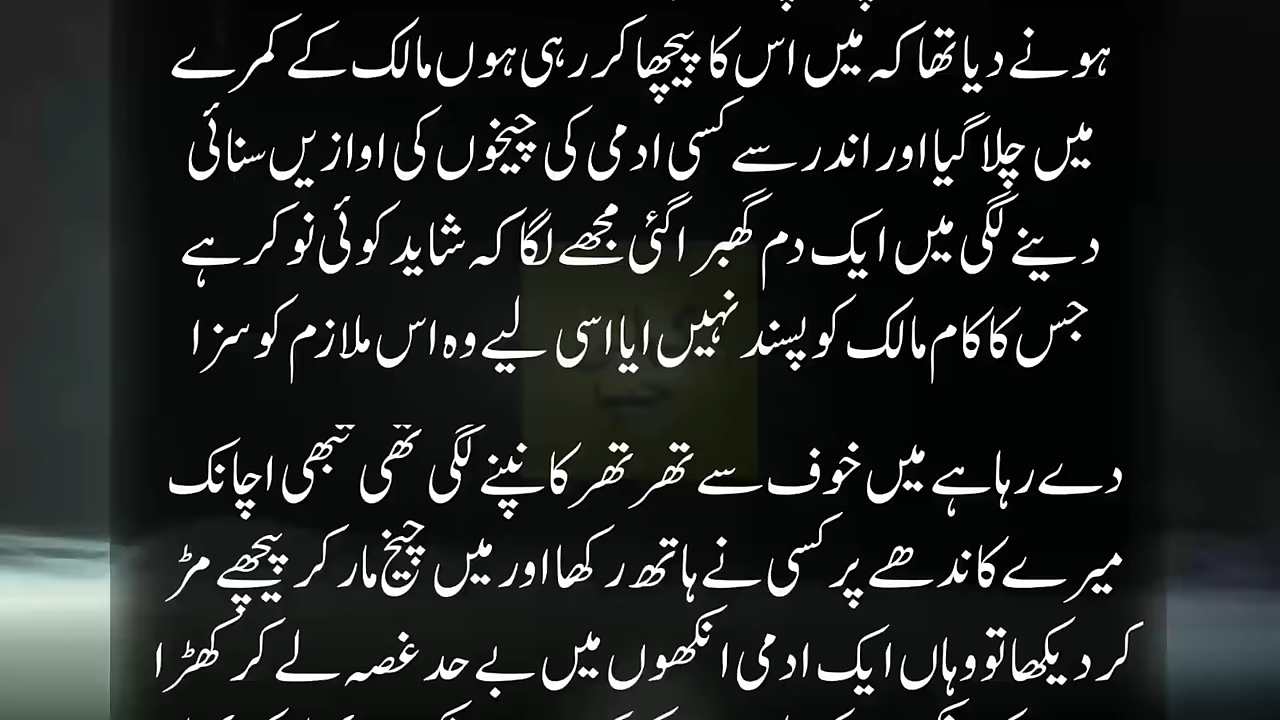 ہونے دیا تھا کہ میں اس کا پیچھا کر رہی ہوں مالک کے کمرے
میں چلا گیا اور اندر سے کسی ادمی کی چیخوں کی اوازیں سنائی
دینے لگی میں ایک دم گھبرا گئی مجھے لگا کہ شاید کوئی نوکر ہے
جس کا کام مالک کو پسند نہیں ایا اسی لیے وہ اس ملازم کو سزا
دے رہا ہے میں خوف سے تھر تھر کانپنے لگی تھی تبھی اچانک
میرے کاندھے پر کسی نے ہاتھ رکھا اور میں چیخ مار کر پیچھے مڑ
کر دیکھا تو وہاں ایک ادمی انکھوں میں بے حد غصہ لے کر کھڑا